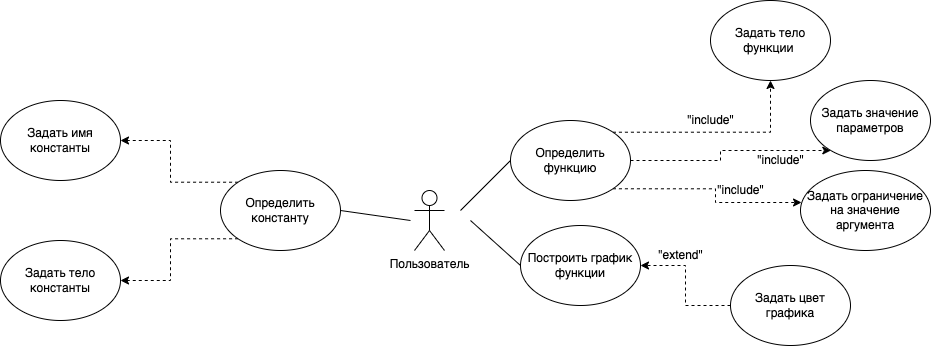 Задать тело
функции
"include"
Задать значение
параметров
Задать имя
константы
Определить
функцию
"include"
"include"
Определить
константу
Задать ограничение
на значение
аргумента
Пользователь
Построить график
функции
"extend"
Задать тело
константы
Задать цвет
графика